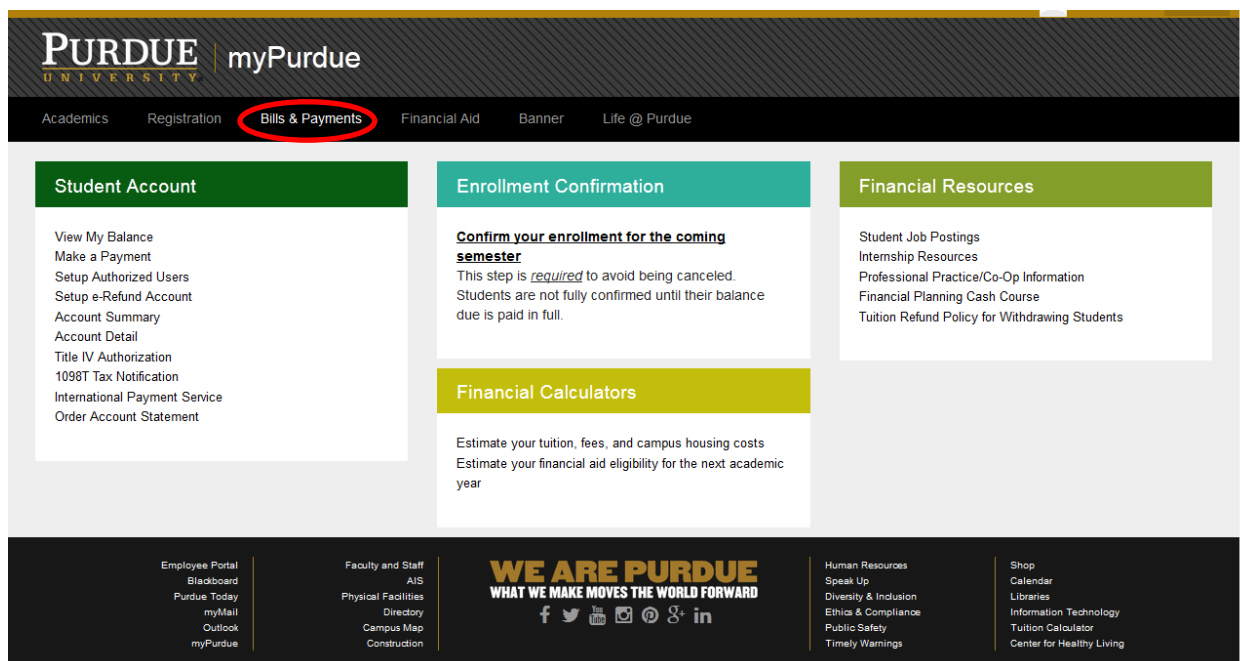 PURDUE
UNIVERSITY.
myPurdue
Academics Registration Bills & Payments Financial Aid Banner Life @ Purdue
Student Account
View My Balance
Make a Payment
Setup Authorized Users
Setup e-Refund Account
Account Summary
Account Detail
Title IV Authorization
1098T Tax Notification
International Payment Service
Order Account Statement
Enrollment Confirmation
Confirm your enrollment for the coming
semester
This step is required to avoid being canceled.
Students are not fully confirmed until their balance
due is paid in full.
Financial Calculators
Estimate your tuition, fees, and campus housing costs
Estimate your financial aid eligibility for the next academic
year
Financial Resources
Student Job Postings
Internship Resources
Professional Practice/Co-Op Information
Financial Planning Cash Course
Tuition Refund Policy for Withdrawing Students
Employee Portal
Blackboard
Purdue Today
myMail
Outlook
myPurdue
Faculty and Staff
AIS
Physical Facilities
Directory
Campus Map
Construction
WE ARE PURDUE
WHAT WE MAKE MOVES THE WORLD FORWARD
You
Tube
Human Resources
Speak Up
Diversity & Inclusion
Ethics & Compliance
Public Safety
Timely Warnings
Shop
Calendar
Libraries
Information Technology
Tuition Calculator
Center for Healthy Living